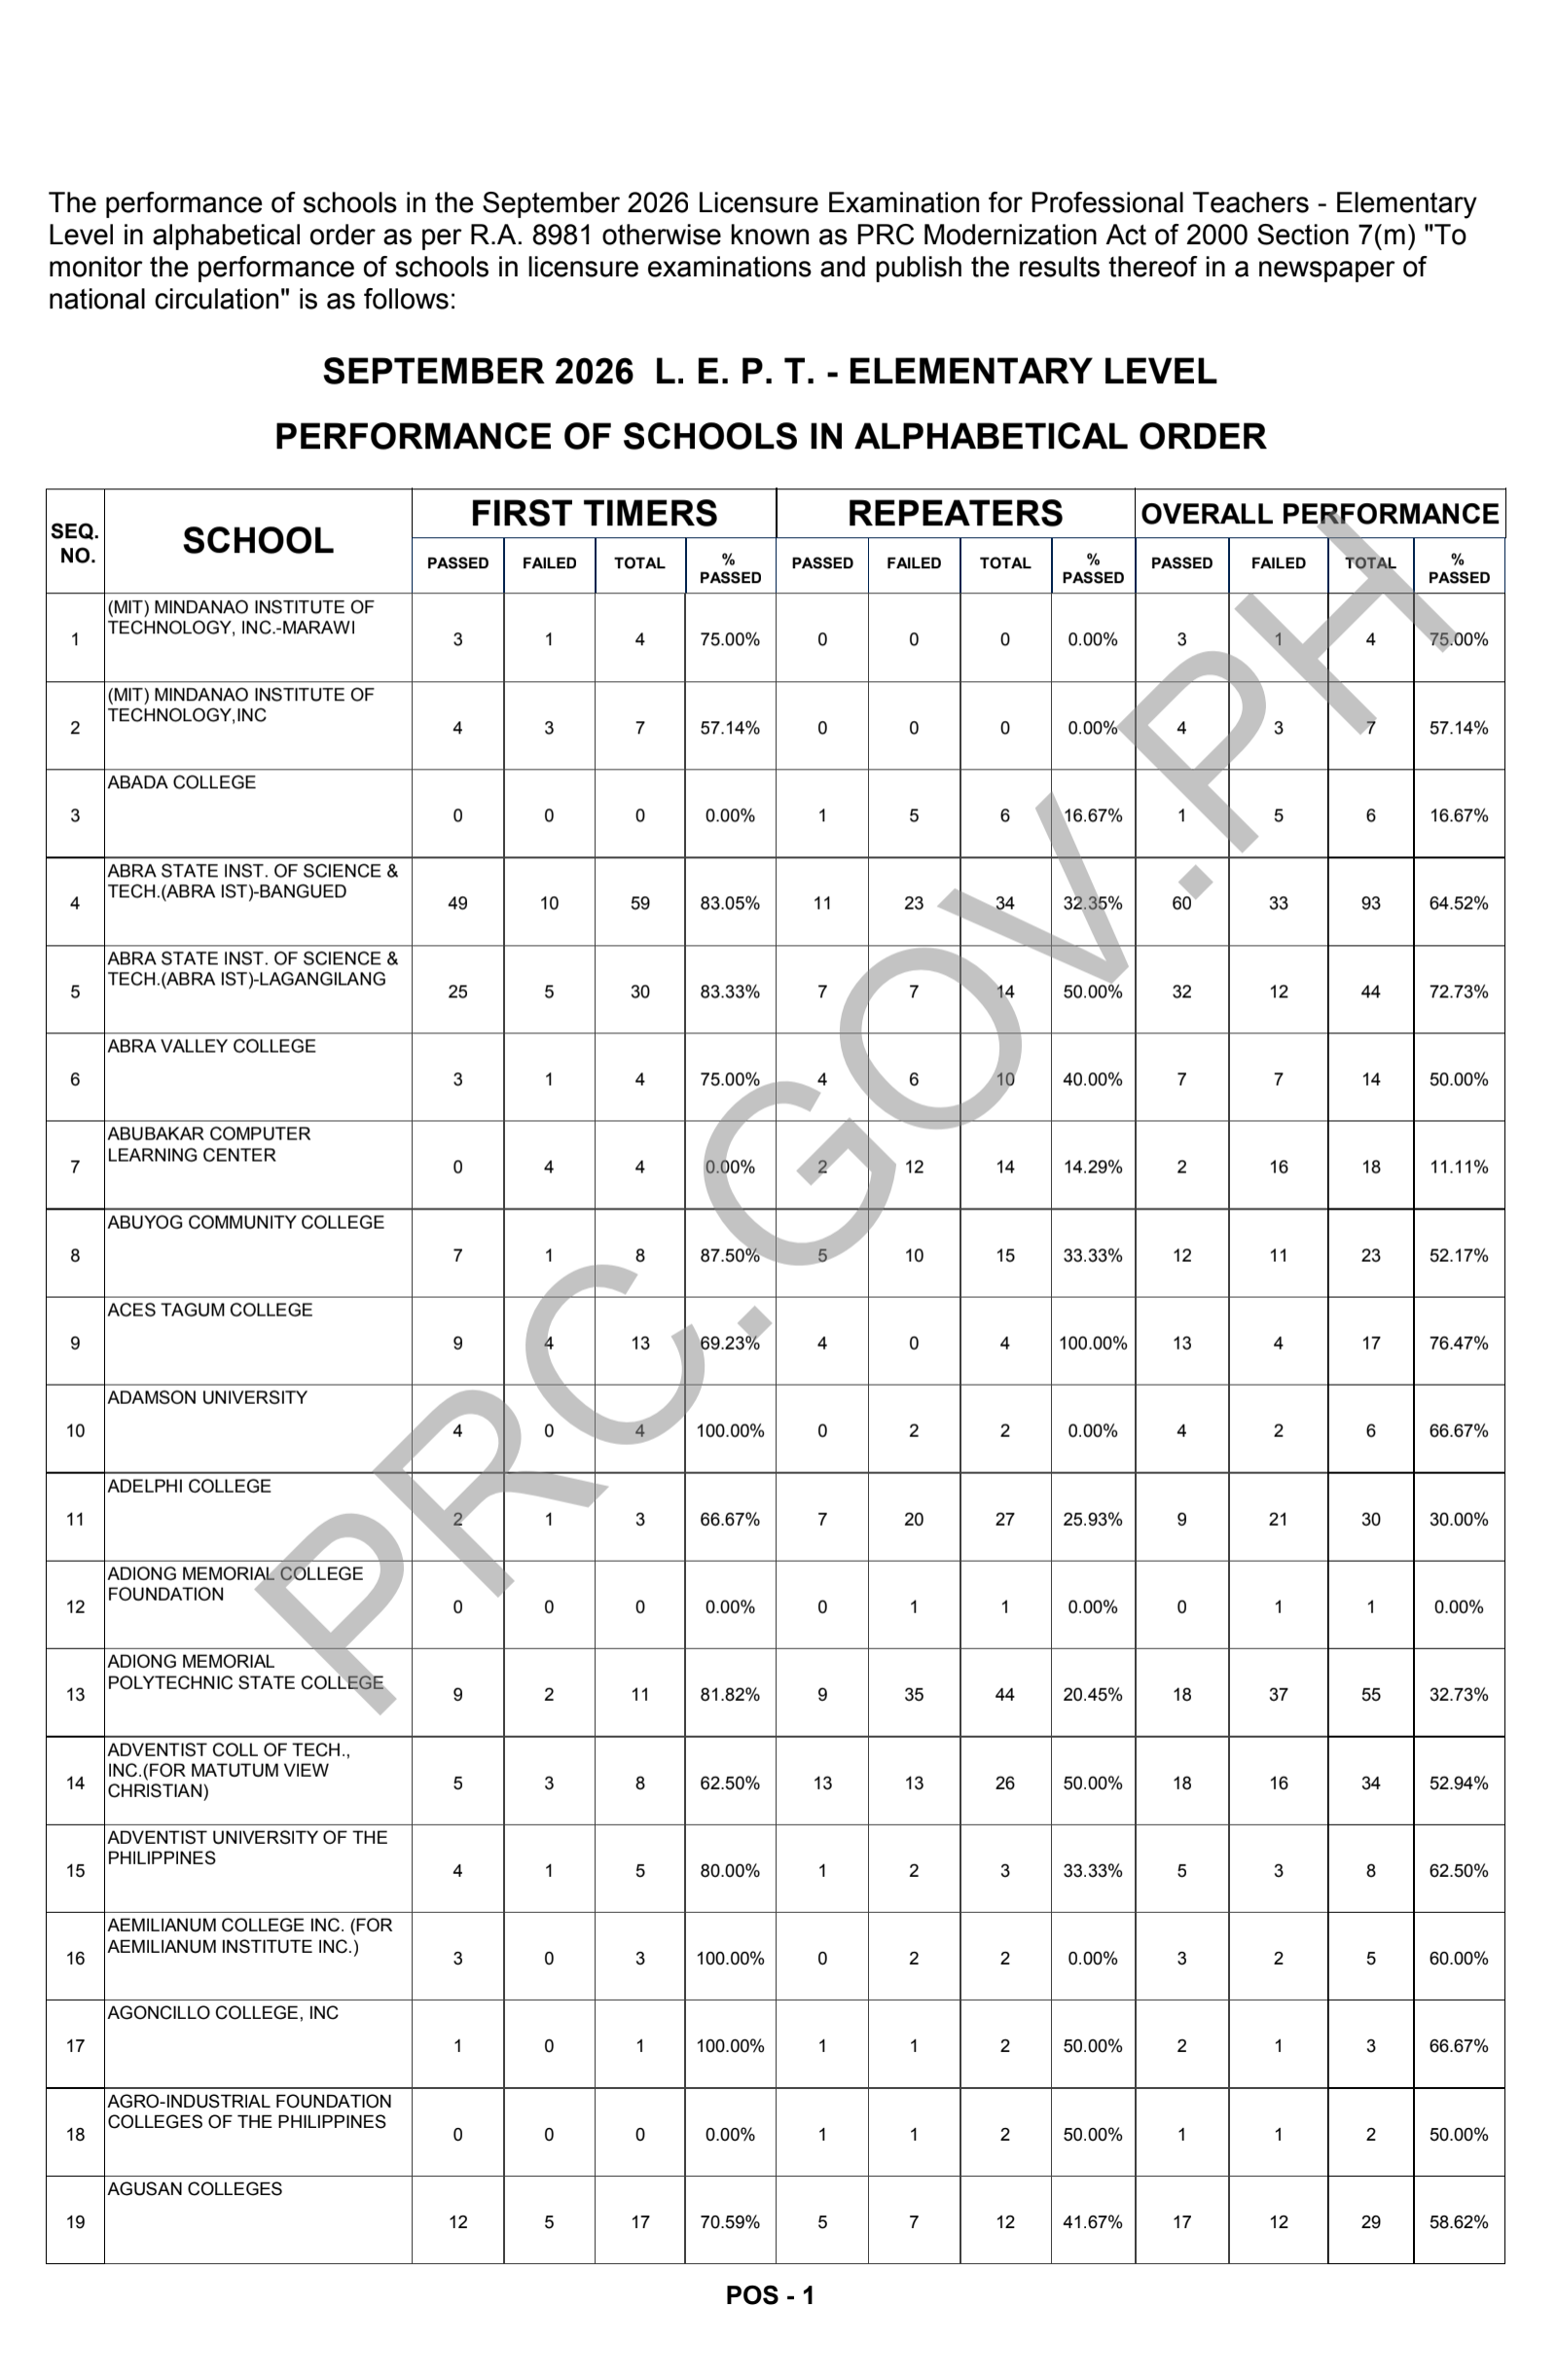 The performance of schools in the September 2026 Licensure Examination for Professional Teachers - Elementary
Level in alphabetical order as per R.A. 8981 otherwise known as PRC Modernization Act of 2000 Section 7(m) "To
monitor the performance of schools in licensure examinations and publish the results thereof in a newspaper of
national circulation" is as follows:
SEPTEMBER 2026 L. E. P. T. - ELEMENTARY LEVEL
PERFORMANCE OF SCHOOLS IN ALPHABETICAL ORDER
SEQ. NO. SCHOOL FIRST TIMERS REPEATERS OVERALL PERFORMANCE
PASSED FAILED TOTAL % PASSED PASSED FAILED TOTAL % PASSED PASSED FAILED TOTAL % PASSED
(MIT) MINDANAO INSTITUTE OF
TECHNOLOGY, INC.-MARAWI
1 3 1 4 75.00% 0 0 0 0.00% 3 1 4 75.00%
(MIT) MINDANAO INSTITUTE OF
TECHNOLOGY,INC
2 4 3 7 57.14% 0 0 0 0.00% 4 3 7 57.14%
ABADA COLLEGE
3 0 0 0 0.00% 1 5 6 16.67% 1 5 6 16.67%
ABRA STATE INST. OF SCIENCE &
TECH.(ABRA IST)-BANGUED
4 49 10 59 83.05% 11 23 34 32.35% 60 33 93 64.52%
ABRA STATE INST. OF SCIENCE &
TECH.(ABRA IST)-LAGANGILANG
5 25 5 30 83.33% 7 7 14 50.00% 32 12 44 72.73%
ABRA VALLEY COLLEGE
6 3 1 4 75.00% 4 6 10 40.00% 7 7 14 50.00%
ABUBAKAR COMPUTER
LEARNING CENTER
7 0 4 4 0.00% 2 12 14 14.29% 2 16 18 11.11%
ABUYOG COMMUNITY COLLEGE
8 7 1 8 87.50% 5 10 15 33.33% 12 11 23 52.17%
ACES TAGUM COLLEGE
9 9 4 13 69.23% 4 0 4 100.00% 13 4 17 76.47%
ADAMSON UNIVERSITY
10 4 0 4 100.00% 0 2 2 0.00% 4 2 6 66.67%
ADELPHI COLLEGE
11 2 1 3 66.67% 7 20 27 25.93% 9 21 30 30.00%
ADIONG MEMORIAL COLLEGE
FOUNDATION
12 0 0 0 0.00% 0 1 1 0.00% 0 1 1 0.00%
ADIONG MEMORIAL
POLYTECHNIC STATE COLLEGE
13 9 2 11 81.82% 9 35 44 20.45% 18 37 55 32.73%
ADVENTIST COLL OF TECH.,
INC.(FOR MATUTUM VIEW
CHRISTIAN)
14 5 3 8 62.50% 13 13 26 50.00% 18 16 34 52.94%
ADVENTIST UNIVERSITY OF THE
PHILIPPINES
15 4 1 5 80.00% 1 2 3 33.33% 5 3 8 62.50%
AEMILIANUM COLLEGE INC. (FOR
AEMILIANUM INSTITUTE INC.)
16 3 0 3 100.00% 0 2 2 0.00% 3 2 5 60.00%
AGONCILLO COLLEGE, INC
17 1 0 1 100.00% 1 1 2 50.00% 2 1 3 66.67%
AGRO-INDUSTRIAL FOUNDATION
COLLEGES OF THE PHILIPPINES
18 0 0 0 0.00% 1 1 2 50.00% 1 1 2 50.00%
AGUSAN COLLEGES
19 12 5 17 70.59% 5 7 12 41.67% 17 12 29 58.62%
POS - 1
PRC.GOV.PH